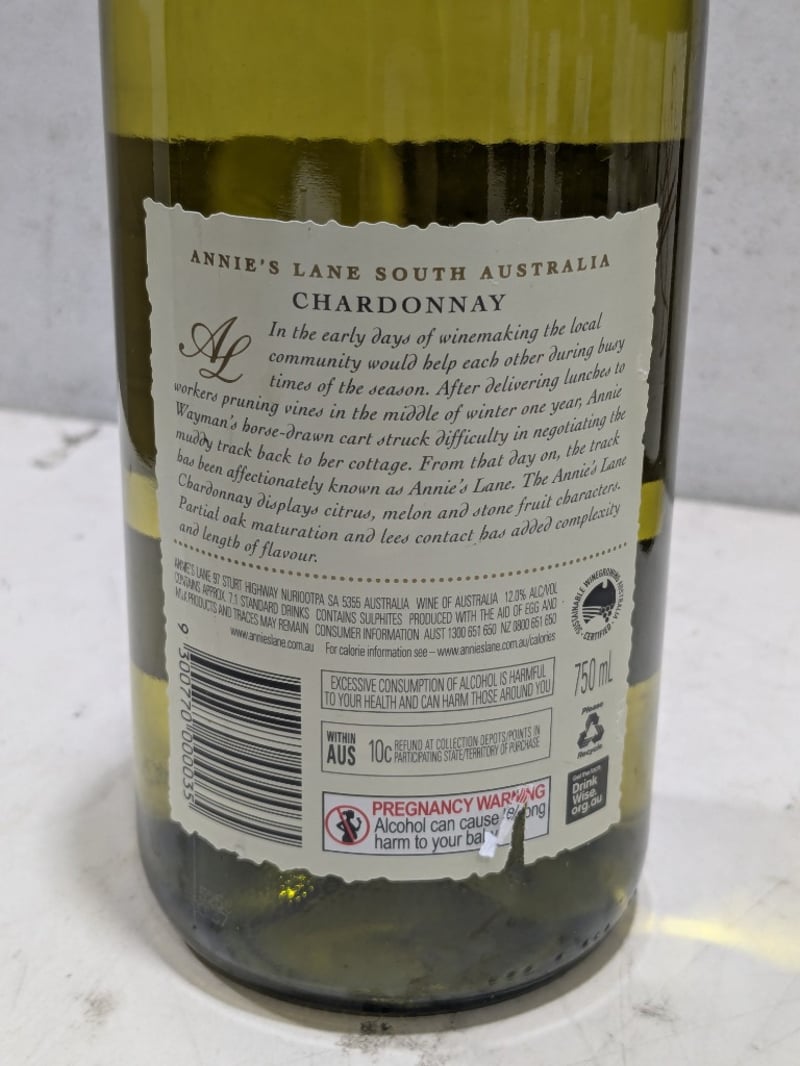 ANNIE'S LANE SOUTH AUSTRALIA
CHARDONNAY
AL
In the early days of winemaking the local
community would help each other during busy
times of the season. After delivering lunches to
workers pruning vines in the middle of winter one year, Annie
Wayman's horse-drawn cart struck difficulty in negotiating the
muddy track back to her cottage. From that day on, the track
has been affectionately known as Annie's Lane. The Annie's Lane
Chardonnay displays citrus, melon and stone fruit characters.
Partial oak maturation and lees contact has added complexity
and length of flavour.
ANNIE'S LANE 97 STURT HIGHWAY NURIOOTPA SA 5355 AUSTRALIA WINE OF AUSTRALIA 12.0% ALC/VOL
CONTAINS APPROX. 7.1 STANDARD DRINKS CONTAINS SULPHITES PRODUCED WITH THE AID OF EGG AND
MILK PRODUCTS AND TRACES MAY REMAIN CONSUMER INFORMATION AUST 1300 651 650 NZ 0800 651 650
www.annieslane.com.au For calorie information see – www.annieslane.com.au/calories
SUSTAINABLE WINEGROWING AUSTRALIA
CERTIFIED
9 300770 000035
EXCESSIVE CONSUMPTION OF ALCOHOL IS HARMFUL
TO YOUR HEALTH AND CAN HARM THOSE AROUND YOU
750 mL
WITHIN
AUS
10c REFUND AT COLLECTION DEPOTS/POINTS IN
PARTICIPATING STATE/TERRITORY OF PURCHASE
Please
Recycle
PREGNANCY WARNING
Alcohol can cause
harm to your
Get the facts
Drink
Wise.
org.au